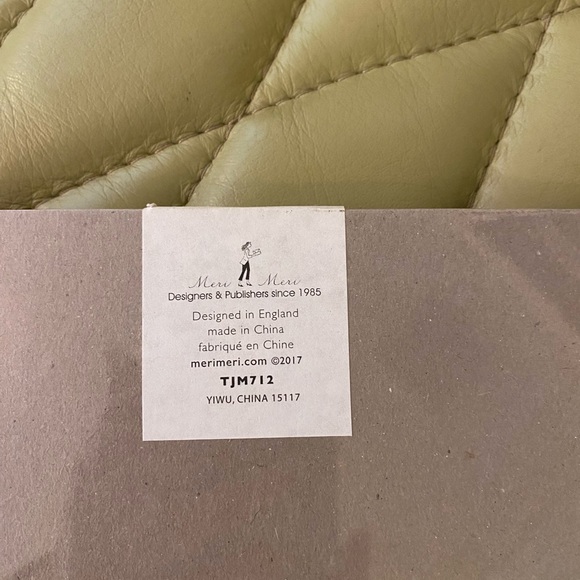 Meri Meri
Designers & Publishers since 1985
Designed in England
made in China
fabriqué en Chine
merimeri.com ©2017
TJM712
YIWU, CHINA 15117